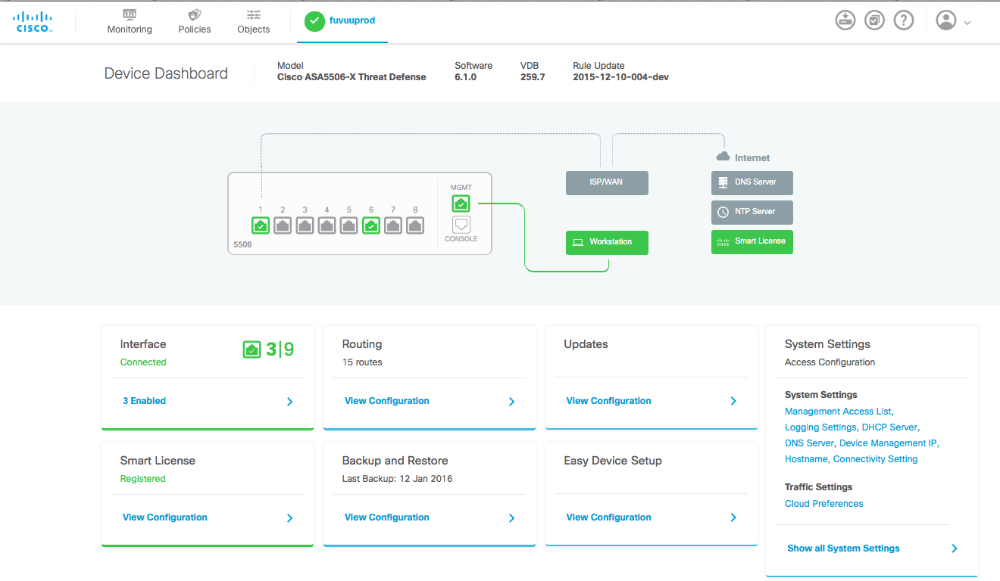 CISCO
Monitoring
Policies
Objects
fuvuuprod
Device Dashboard
Model
Cisco ASA5506-X Threat Defense
Software
6.1.0
VDB
259.7
Rule Update
2015-12-10-004-dev
Internet
ISP/WAN
DNS Server
MGMT
1 2 3 4 5 6 7 8
NTP Server
CONSOLE
5506
Workstation
CISCO
Smart License
Interface
3|9
Connected
3 Enabled
Routing
15 routes
View Configuration
Updates
View Configuration
System Settings
Access Configuration
System Settings
Management Access List,
Logging Settings, DHCP Server,
DNS Server, Device Management IP,
Hostname, Connectivity Setting
Traffic Settings
Cloud Preferences
Show all System Settings
Smart License
Registered
View Configuration
Backup and Restore
Last Backup: 12 Jan 2016
View Configuration
Easy Device Setup
View Configuration